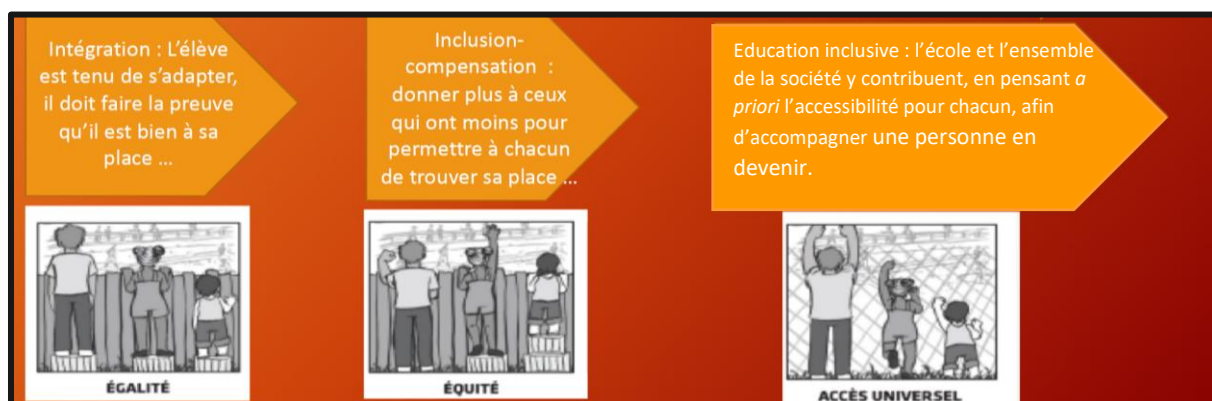 Intégration : L'élève
est tenu de s'adapter,
il doit faire la preuve
qu'il est bien à sa
place ...
Inclusion-
compensation :
donner plus à ceux
qui ont moins pour
permettre à chacun
de trouver sa place ...
Education inclusive : l'école et l'ensemble
de la société y contribuent, en pensant a
priori l'accessibilité pour chacun, afin
d'accompagner une personne en
devenir.
ÉGALITÉ
ÉQUITÉ
ACCÈS UNIVERSEL